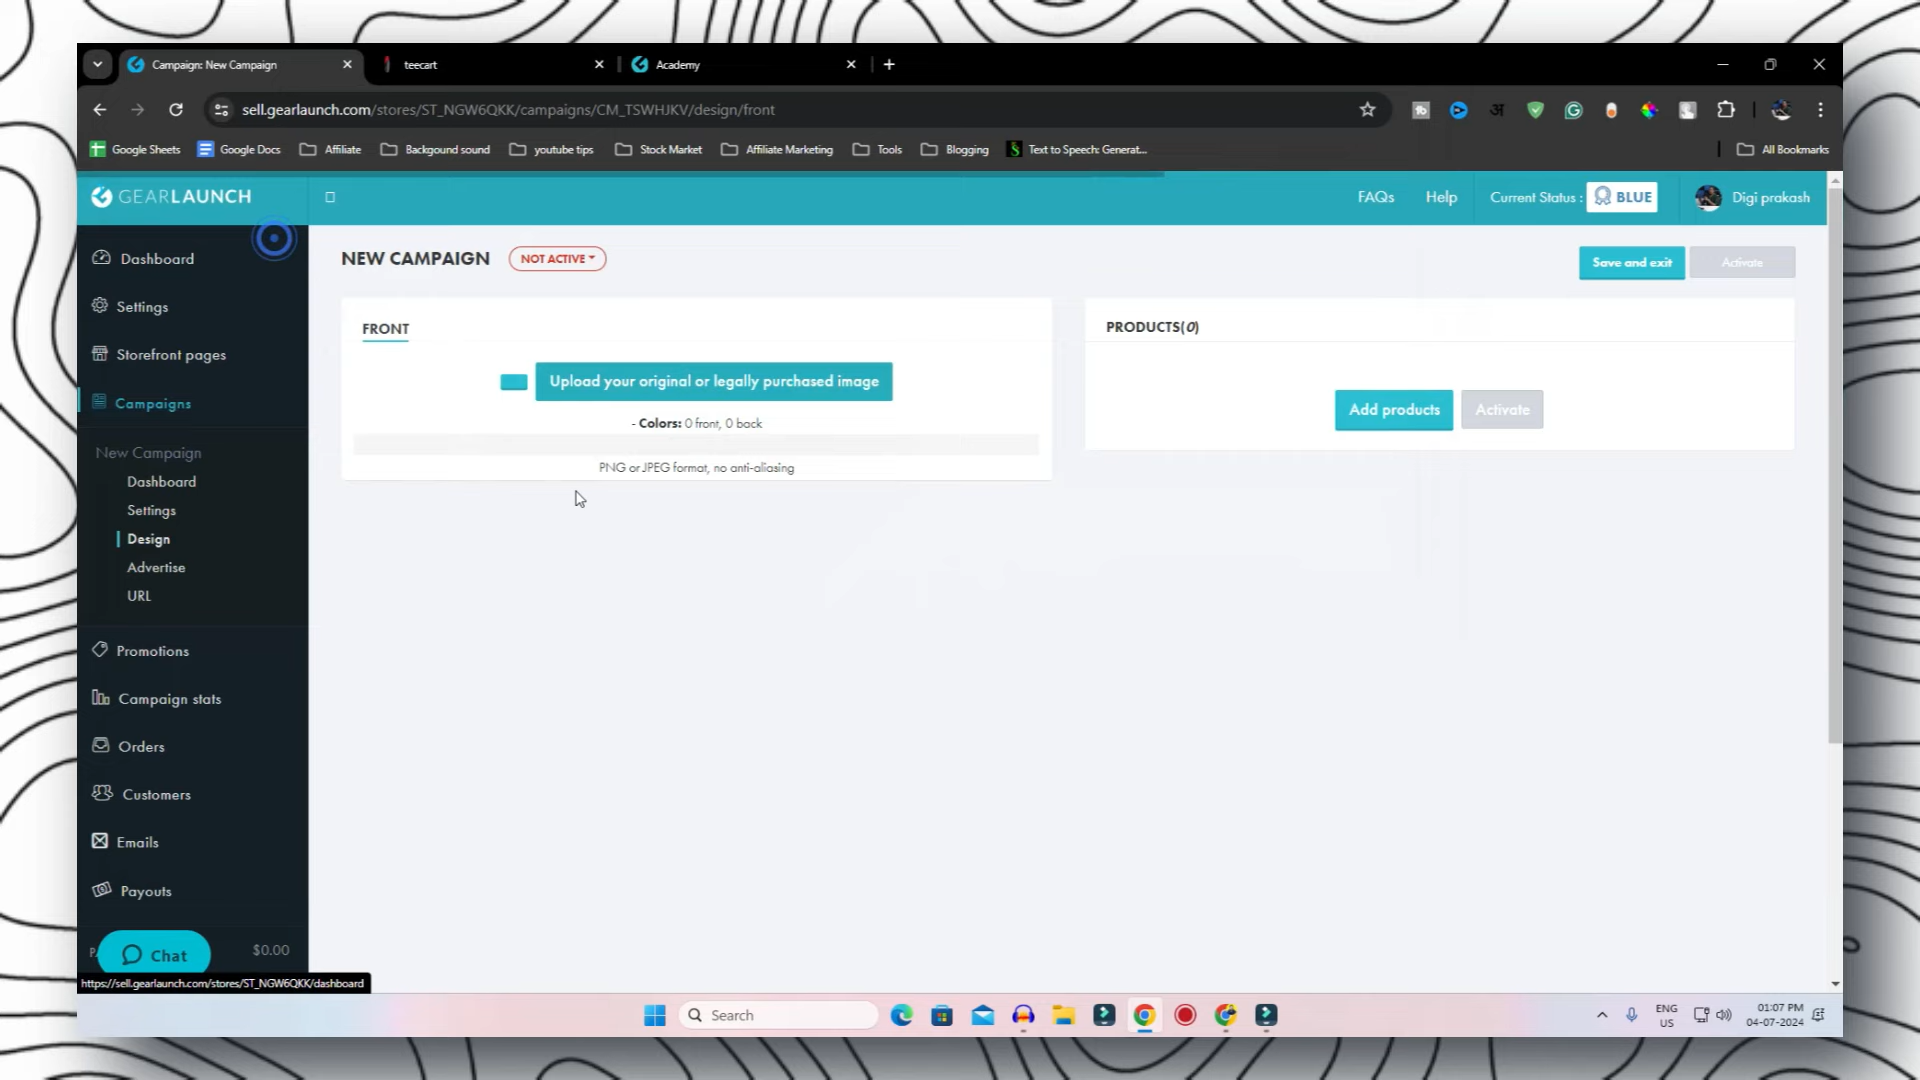 Campaign: New Campaign
teecart
Academy
sell.gearlaunch.com/stores/ST_NGW6QKK/campaigns/CM_TSWHJKV/design/front
Google Sheets
Google Docs
Affiliate
Backgound sound
youtube tips
Stock Market
Affiliate Marketing
Tools
Blogging
Text to Speech: Generat...
All Bookmarks
GEARLAUNCH
FAQs
Help
Current Status :
BLUE
Digi prakash
Dashboard
Settings
Storefront pages
Campaigns
New Campaign
Dashboard
Settings
Design
Advertise
URL
Promotions
Campaign stats
Orders
Customers
Emails
Payouts
Chat
$0.00
https://sell.gearlaunch.com/stores/ST_NGW6QKK/dashboard
NEW CAMPAIGN
NOT ACTIVE
Save and exit
Activate
FRONT
Upload your original or legally purchased image
- Colors: 0 front, 0 back
PNG or JPEG format, no anti-aliasing
PRODUCTS(0)
Add products
Activate
Search
ENG
US
01:07 PM
04-07-2024